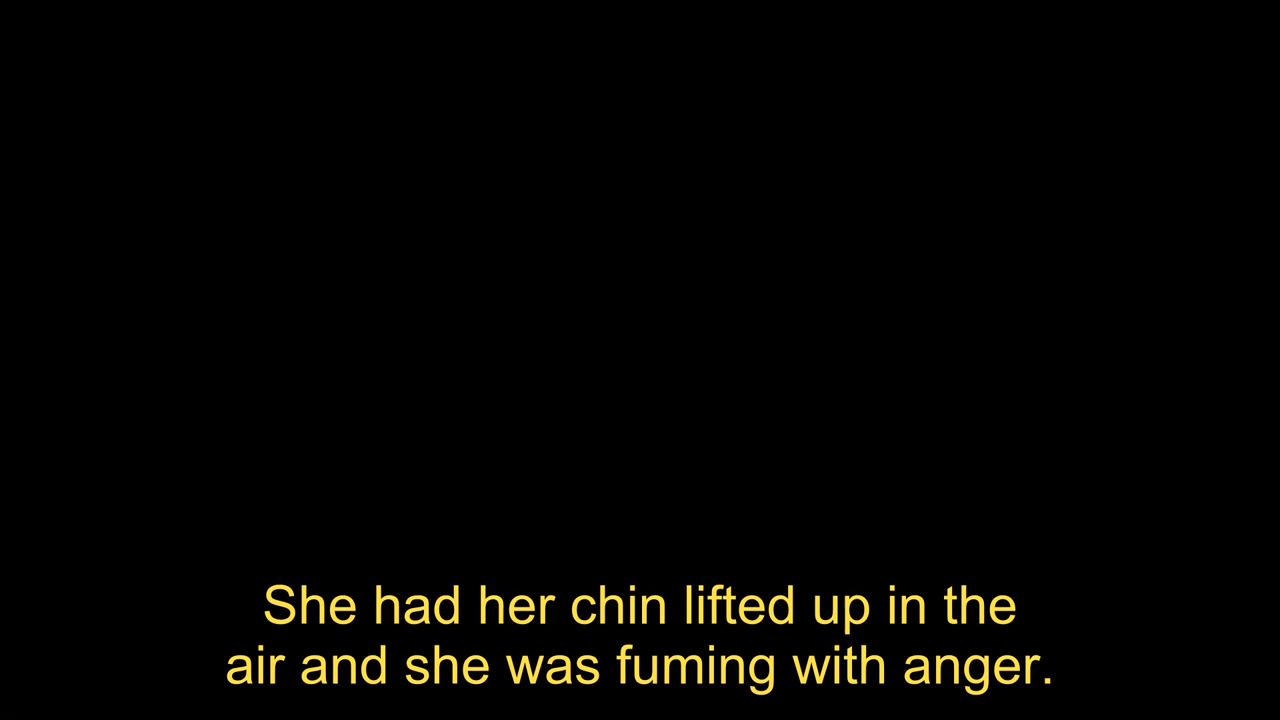 She had her chin lifted up in the
air and she was fuming with anger.